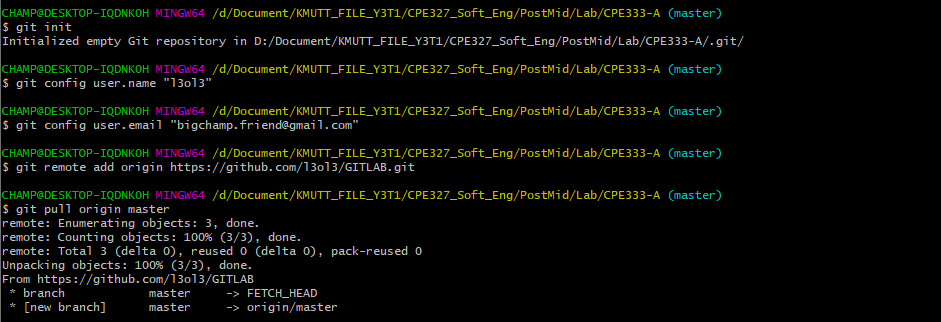 CHAMP@DESKTOP-IQDNKOH MINGW64 /d/Document/KMUTT_FILE_Y3T1/CPE327_Soft_Eng/PostMid/Lab/CPE333-A (master)
$ git init
Initialized empty Git repository in D:/Document/KMUTT_FILE_Y3T1/CPE327_Soft_Eng/PostMid/Lab/CPE333-A/.git/
CHAMP@DESKTOP-IQDNKOH MINGW64 /d/Document/KMUTT_FILE_Y3T1/CPE327_Soft_Eng/PostMid/Lab/CPE333-A (master)
$ git config user.name "l3ol3"
CHAMP@DESKTOP-IQDNKOH MINGW64 /d/Document/KMUTT_FILE_Y3T1/CPE327_Soft_Eng/PostMid/Lab/CPE333-A (master)
$ git config user.email "bigchamp.friend@gmail.com"
CHAMP@DESKTOP-IQDNKOH MINGW64 /d/Document/KMUTT_FILE_Y3T1/CPE327_Soft_Eng/PostMid/Lab/CPE333-A (master)
$ git remote add origin https://github.com/l3ol3/GITLAB.git
CHAMP@DESKTOP-IQDNKOH MINGW64 /d/Document/KMUTT_FILE_Y3T1/CPE327_Soft_Eng/PostMid/Lab/CPE333-A (master)
$ git pull origin master
remote: Enumerating objects: 3, done.
remote: Counting objects: 100% (3/3), done.
remote: Total 3 (delta 0), reused 0 (delta 0), pack-reused 0
Unpacking objects: 100% (3/3), done.
From https://github.com/l3ol3/GITLAB
 * branch            master     -> FETCH_HEAD
 * [new branch]      master     -> origin/master